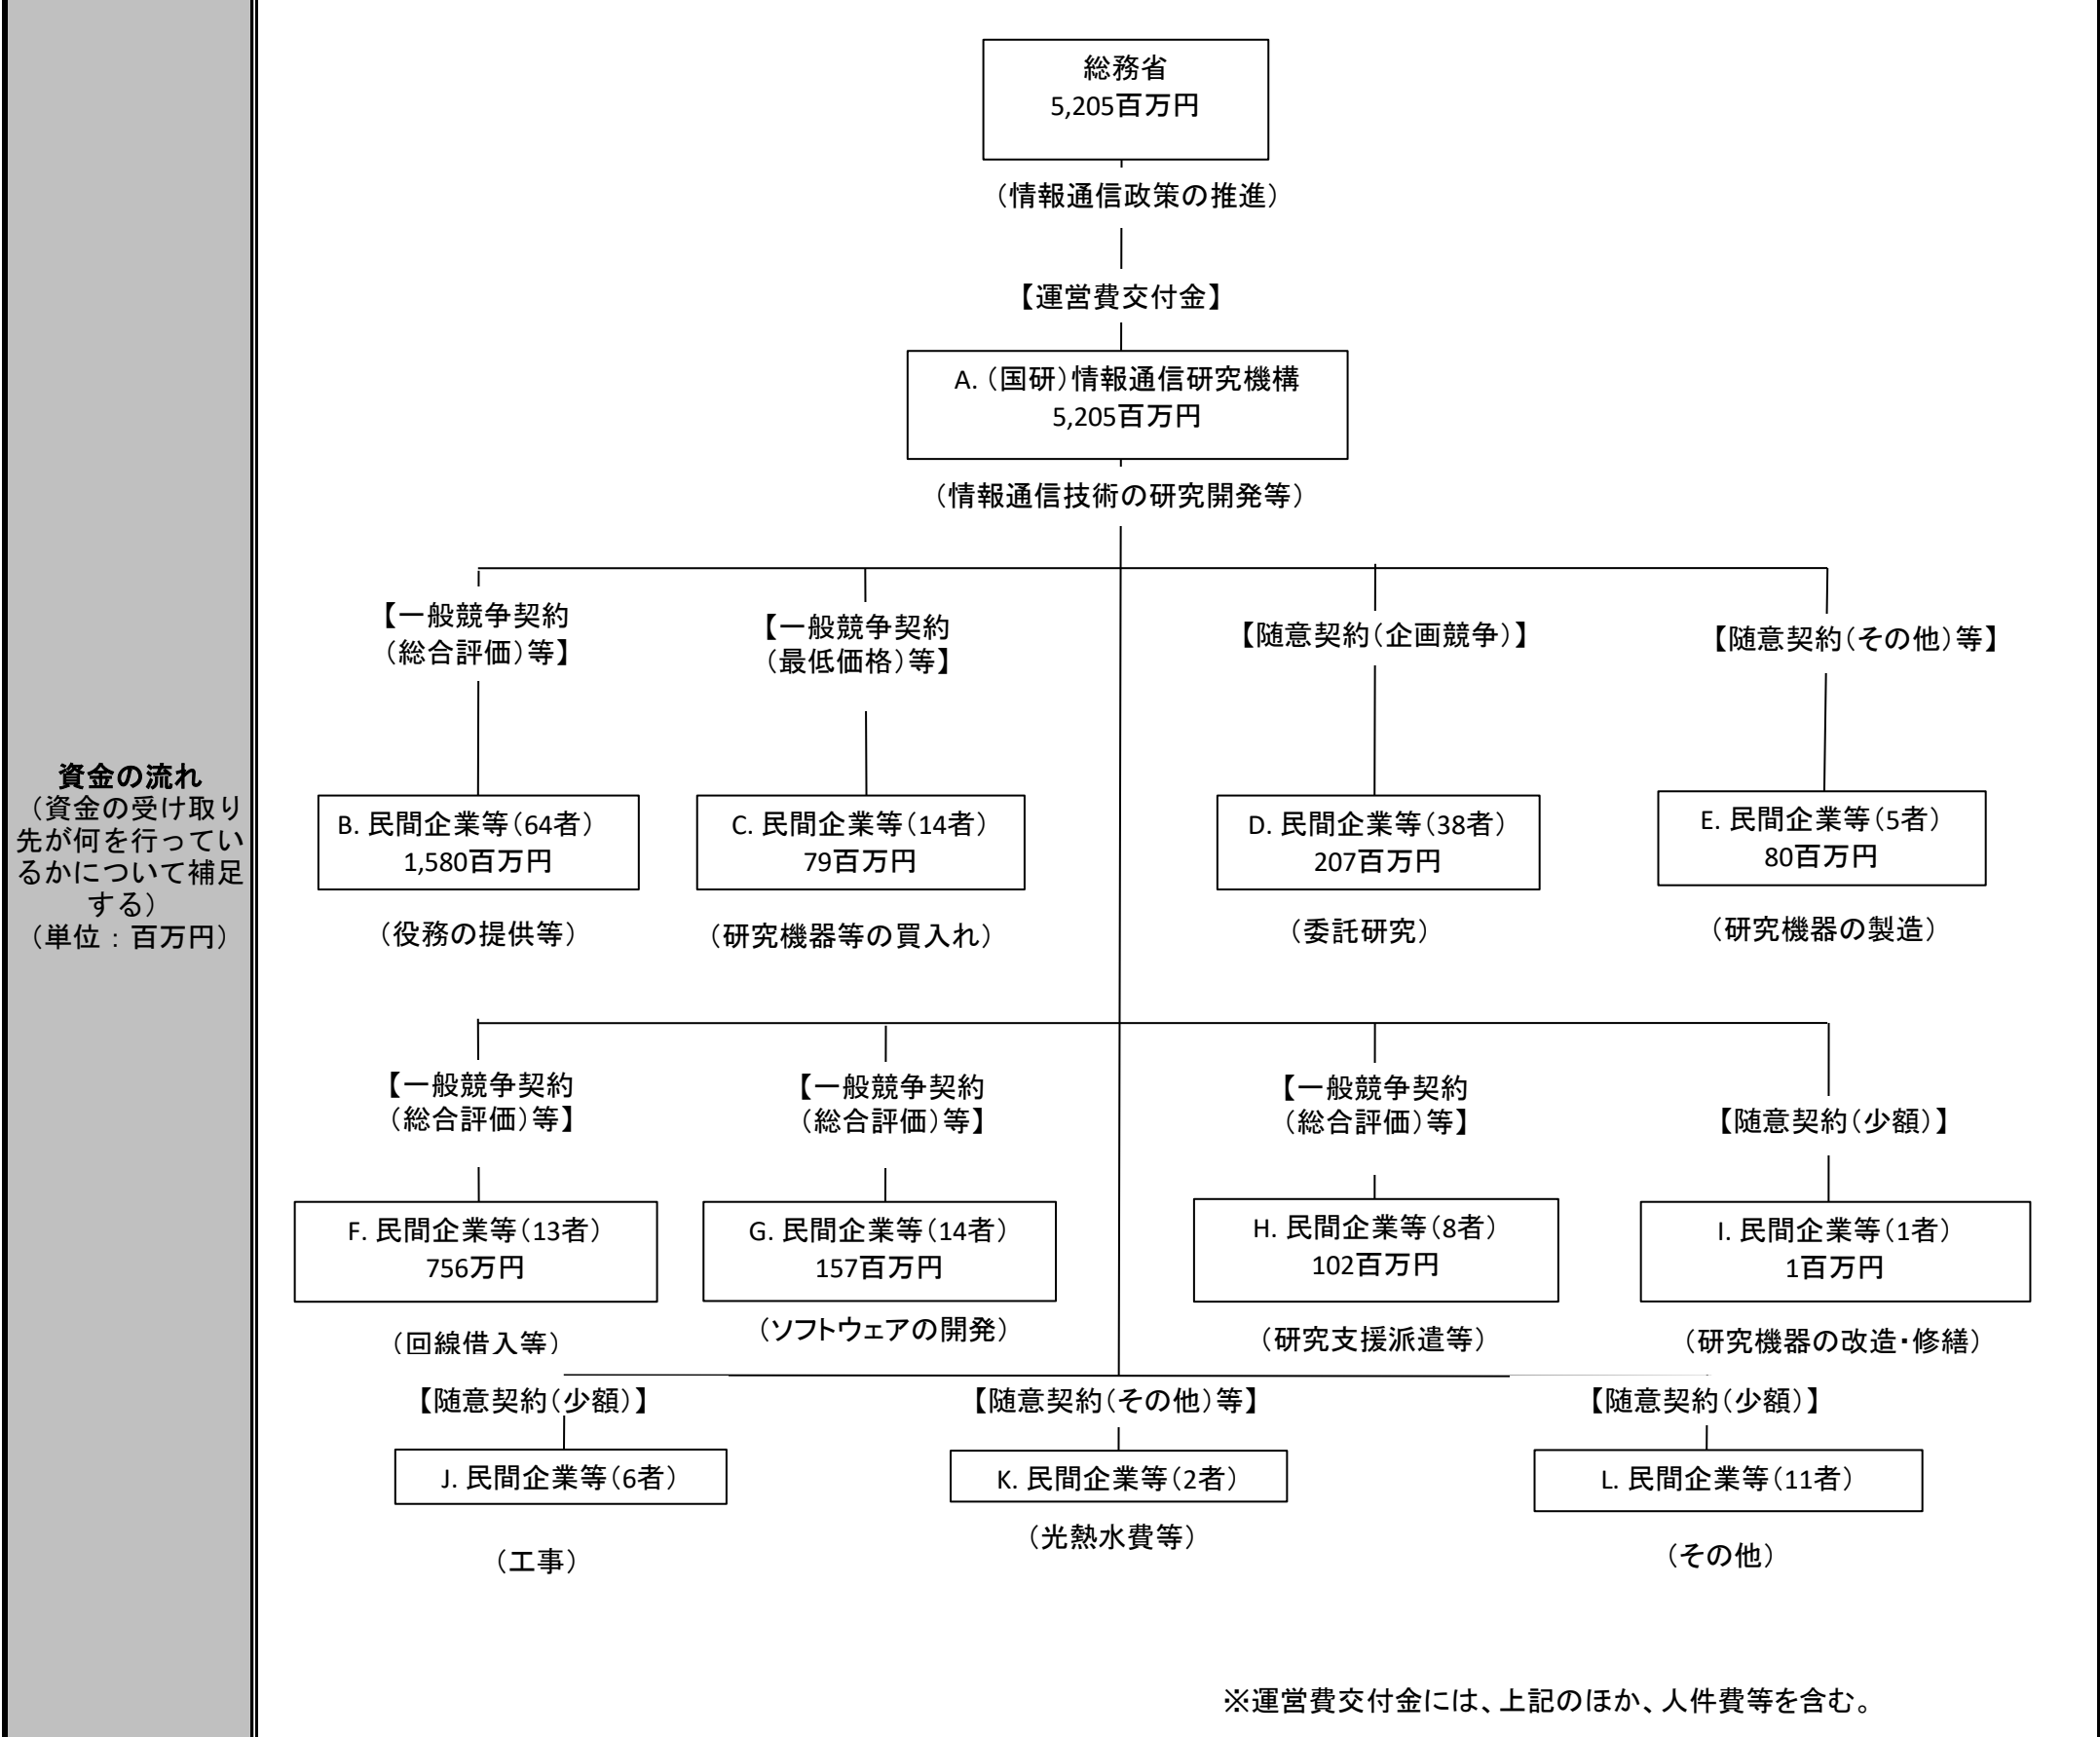 資金の流れ
（資金の受け取り
先が何を行ってい
るかについて補足
する）
（単位：百万円）
総務省
5,205百万円
（情報通信政策の推進）
【運営費交付金】
A.（国研）情報通信研究機構
5,205百万円
（情報通信技術の研究開発等）
【一般競争契約
（総合評価）等】
【一般競争契約
（最低価格）等】
【随意契約（企画競争）】
【随意契約（その他）等】
B. 民間企業等（64者）
1,580百万円
（役務の提供等）
C. 民間企業等（14者）
79百万円
（研究機器等の買入れ）
D. 民間企業等（38者）
207百万円
（委託研究）
E. 民間企業等（5者）
80百万円
（研究機器の製造）
【一般競争契約
（総合評価）等】
【一般競争契約
（総合評価）等】
【一般競争契約
（総合評価）等】
【随意契約（少額）】
F. 民間企業等（13者）
756万円
（回線借入等）
G. 民間企業等（14者）
157百万円
（ソフトウェアの開発）
H. 民間企業等（8者）
102百万円
（研究支援派遣等）
I. 民間企業等（1者）
1百万円
（研究機器の改造・修繕）
【随意契約（少額）】
【随意契約（その他）等】
【随意契約（少額）】
J. 民間企業等（6者）
（工事）
K. 民間企業等（2者）
（光熱水費等）
L. 民間企業等（11者）
（その他）
※運営費交付金には、上記のほか、人件費等を含む。